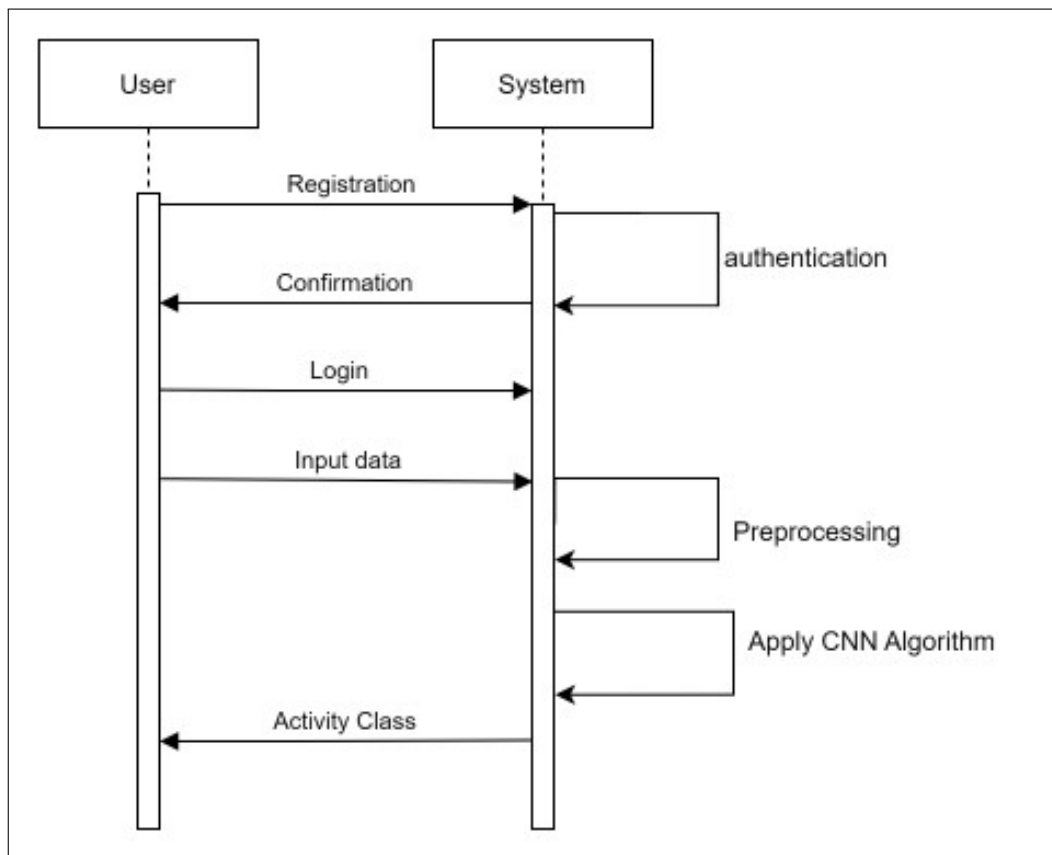 User
System
Registration
authentication
Confirmation
Login
Input data
Preprocessing
Apply CNN Algorithm
Activity Class